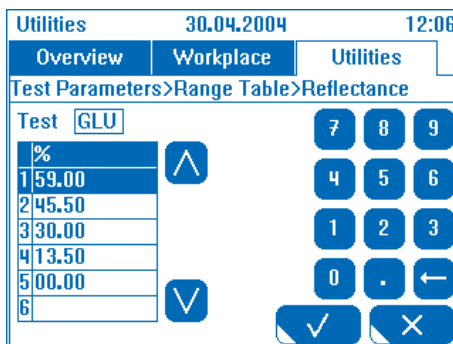 Utilities 30.04.2004 12:06
Overview Workplace Utilities
Test Parameters>Range Table>Reflectance
Test GLU
7 8 9
%
1 59.00
4 5 6
2 45.50
3 30.00
1 2 3
4 13.50
5 00.00
0 .
6